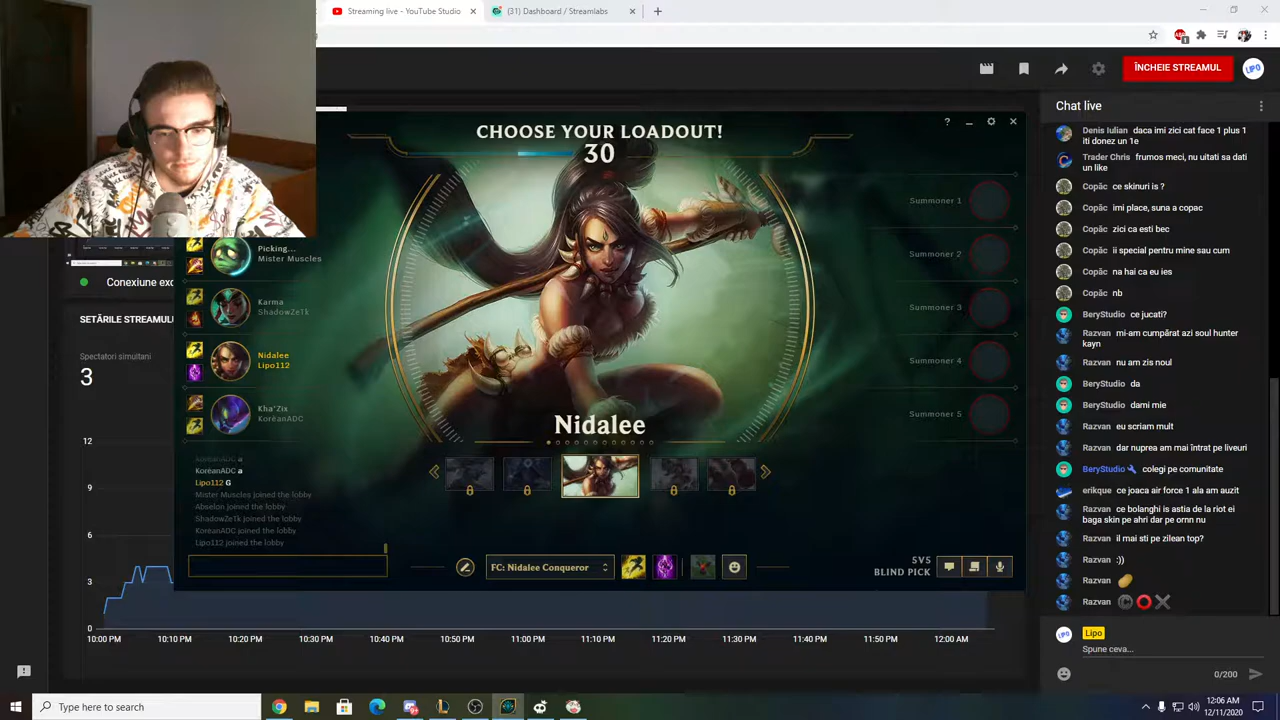 Streaming live - YouTube Studio
(31) Dashboard / Streamlabs
1
ÎNCHEIE STREAMUL
LIPO
Chat live
Denis Iulian daca imi zici cat face 1 plus 1
iti donez un 1e
Trader Chris frumos meci, nu uitati sa dati
un like
Copăc ce skinuri is ?
Copăc imi place, suna a copac
Copăc zici ca esti bec
Copăc ii special pentru mine sau cum
Copăc na hai ca eu ies
Copăc nb
BeryStudio ce jucati?
Razvan mi-am cumpărat azi soul hunter
kayn
Razvan nu am zis noul
BeryStudio da
BeryStudio dami mie
Razvan eu scriam mult
Razvan dar nuprea am mai intrat pe liveuri
BeryStudio colegi pe comunitate
erikque ce joaca air force 1 ala am auzit
Razvan ce bolanghi is astia de la riot ei
baga skin pe ahri dar pe ornn nu
Razvan il mai sti pe zilean top?
Razvan :))
Razvan
Razvan
Lipo
Spune ceva...
0/200
CHOOSE YOUR LOADOUT!
30
Picking...
Mister Muscles
Karma
ShadowZeTk
Nidalee
Lipo112
Kha'Zix
KorèanADC
Summoner 1
Summoner 2
Summoner 3
Summoner 4
Summoner 5
Nidalee
KorèanADC a
KorèanADC a
Lipo112 G
Mister Muscles joined the lobby
Abselon joined the lobby
ShadowZeTk joined the lobby
KorèanADC joined the lobby
Lipo112 joined the lobby
FC: Nidalee Conqueror
5V5
BLIND PICK
Conexiune exc
SETĂRILE STREAMUL
Spectatori simultani
3
12
9
6
3
0
10:00 PM 10:10 PM 10:20 PM 10:30 PM 10:40 PM 10:50 PM 11:00 PM 11:10 PM 11:20 PM 11:30 PM 11:40 PM 11:50 PM 12:00 AM
Type here to search
12:06 AM
12/11/2020